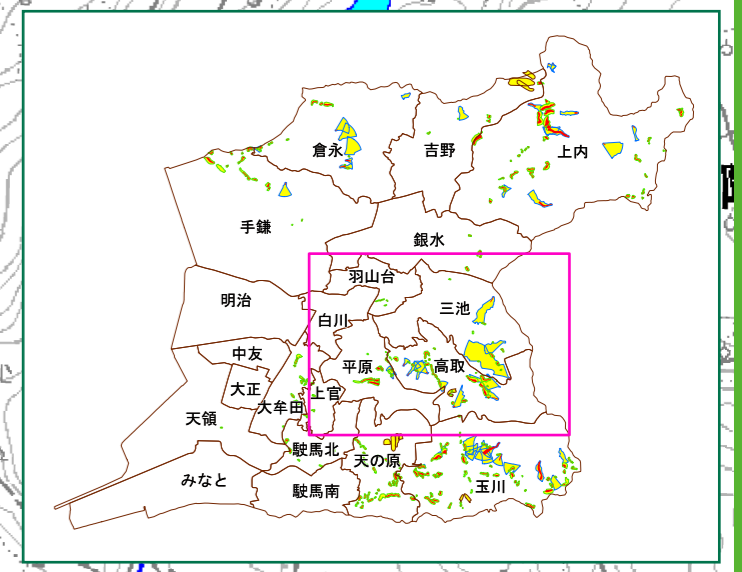 倉永
吉野
上内
手鎌
銀水
羽山台
明治
三池
白川
中友
平原
高取
大正
上官
大牟田
天領
駛馬北
天の原
みなと
駛馬南
玉川